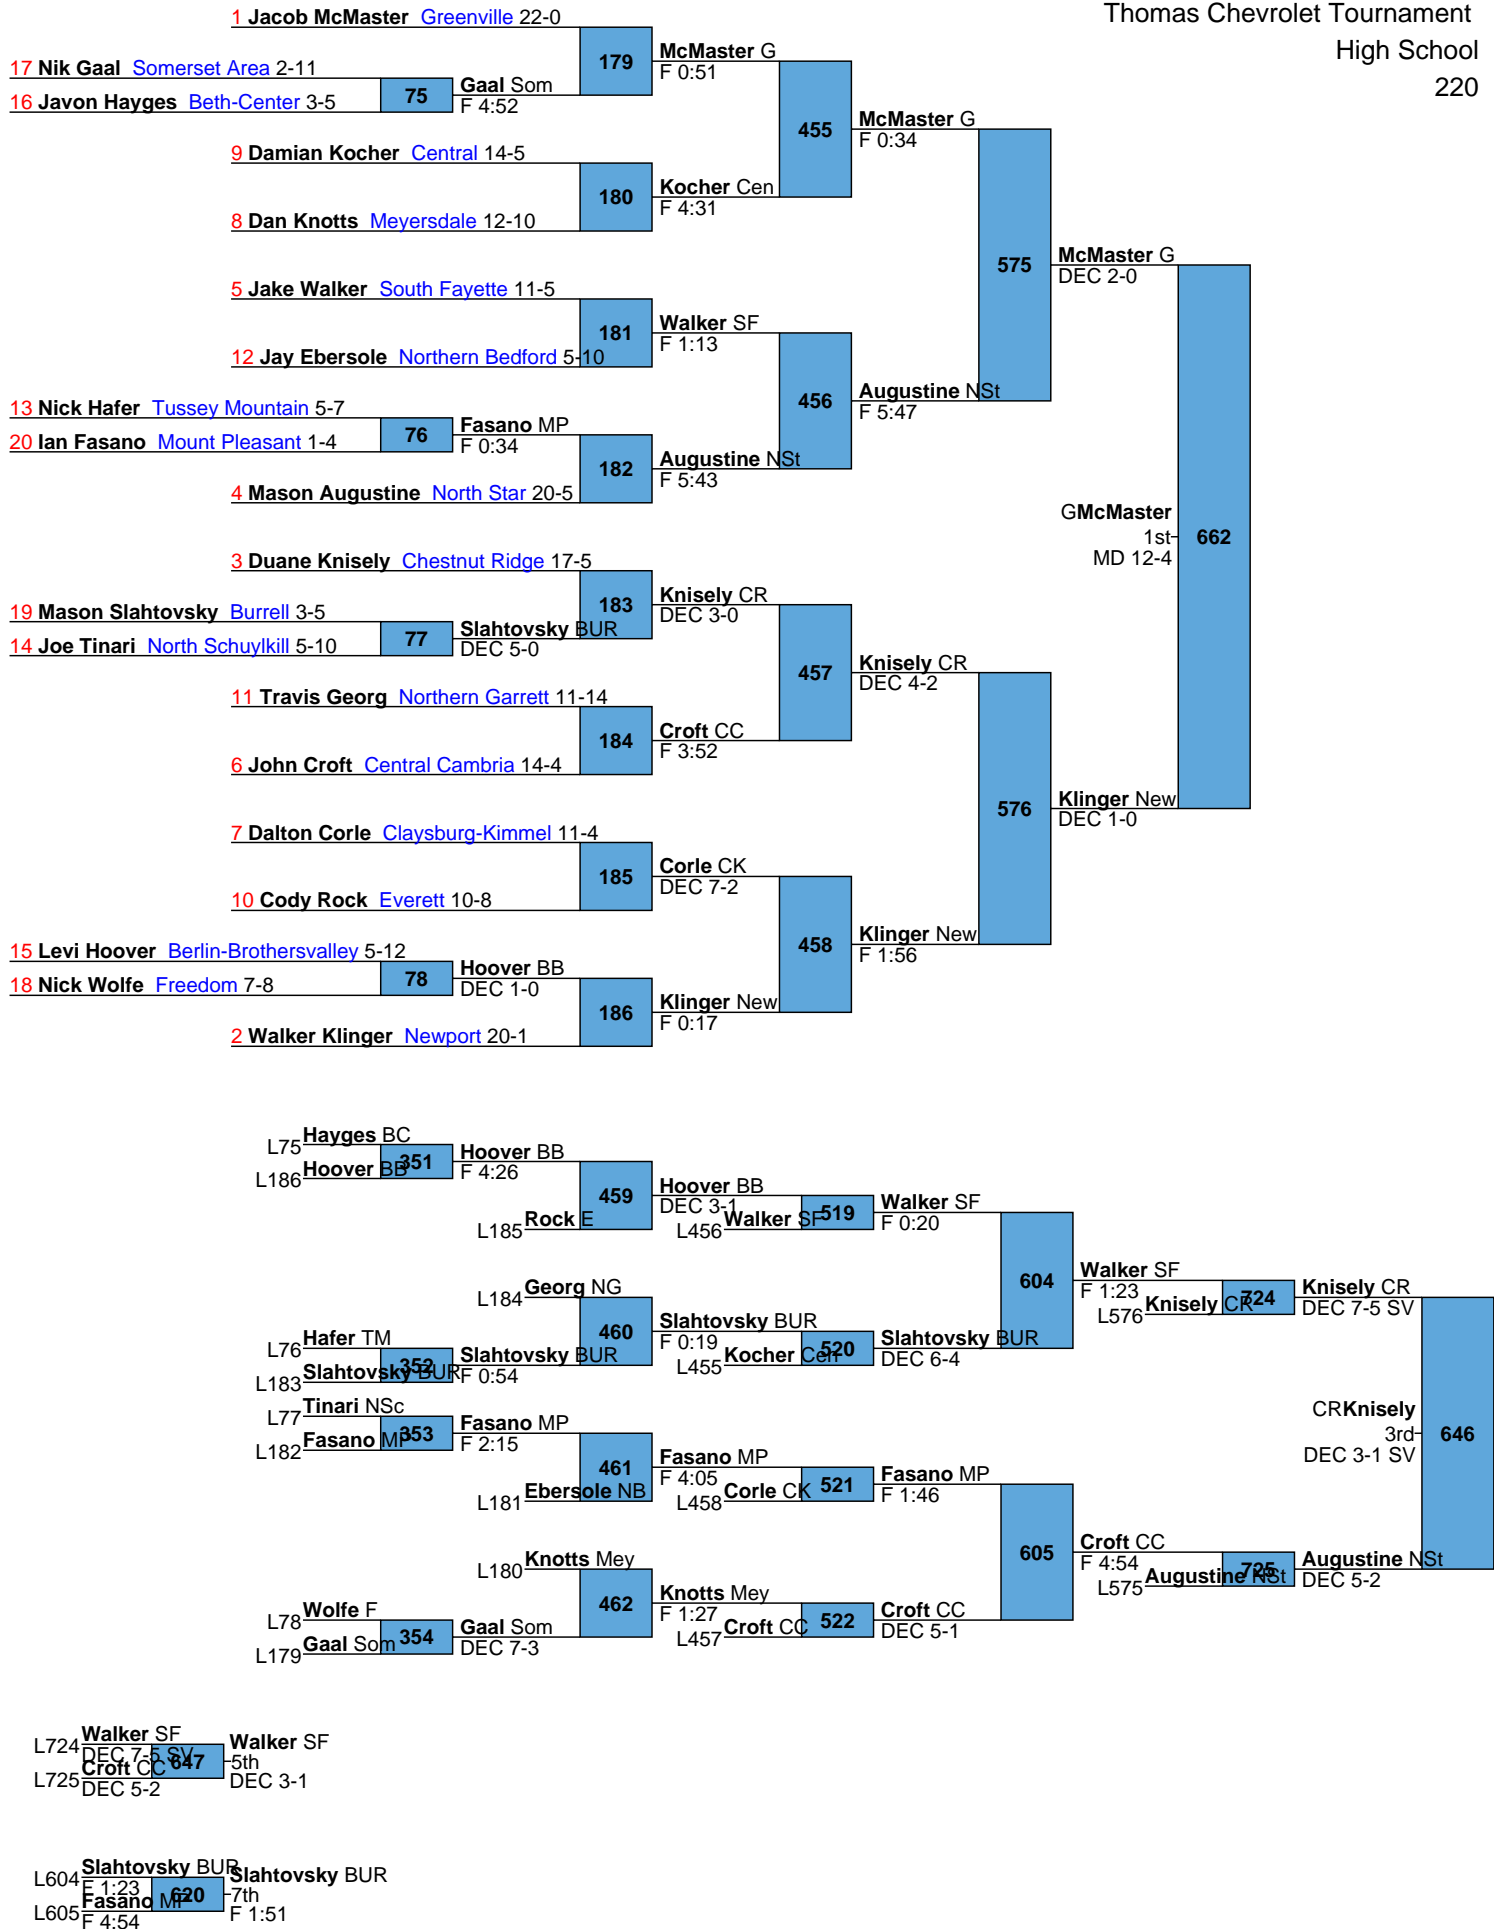 Thomas Chevrolet Tournament
High School
220
1 Jacob McMaster Greenville 22-0
179
McMaster G
F 0:51
17 Nik Gaal Somerset Area 2-11
75
Gaal Som
F 4:52
16 Javon Hayges Beth-Center 3-5
455
McMaster G
F 0:34
9 Damian Kocher Central 14-5
180
Kocher Cen
F 4:31
8 Dan Knotts Meyersdale 12-10
575
McMaster G
DEC 2-0
5 Jake Walker South Fayette 11-5
181
Walker SF
F 1:13
12 Jay Ebersole Northern Bedford 5-10
456
Augustine NSt
F 5:47
13 Nick Hafer Tussey Mountain 5-7
76
Fasano MP
F 0:34
20 Ian Fasano Mount Pleasant 1-4
182
Augustine NSt
F 5:43
4 Mason Augustine North Star 20-5
GMcMaster
1st
MD 12-4
662
3 Duane Knisely Chestnut Ridge 17-5
183
Knisely CR
DEC 3-0
19 Mason Slahtovsky Burrell 3-5
77
Slahtovsky BUR
DEC 5-0
14 Joe Tinari North Schuylkill 5-10
457
Knisely CR
DEC 4-2
11 Travis Georg Northern Garrett 11-14
184
Croft CC
F 3:52
6 John Croft Central Cambria 14-4
576
Klinger New
DEC 1-0
7 Dalton Corle Claysburg-Kimmel 11-4
185
Corle CK
DEC 7-2
10 Cody Rock Everett 10-8
458
Klinger New
F 1:56
15 Levi Hoover Berlin-Brothersvalley 5-12
78
Hoover BB
DEC 1-0
18 Nick Wolfe Freedom 7-8
186
Klinger New
F 0:17
2 Walker Klinger Newport 20-1
L75 Hayges BC
351
Hoover BB
F 4:26
L186 Hoover BB
459
Hoover BB
DEC 3-1
L185 Rock E
L456 Walker SF
519
Walker SF
F 0:20
604
Walker SF
F 1:23
L184 Georg NG
460
Slahtovsky BUR
F 0:19
L76 Hafer TM
352
Slahtovsky BUR
F 0:54
L183 Slahtovsky BUR
L455 Kocher Cen
520
Slahtovsky BUR
DEC 6-4
L576 Knisely CR
724
Knisely CR
DEC 7-5 SV
L77 Tinari NSc
353
Fasano MP
F 2:15
L182 Fasano MP
461
Fasano MP
F 4:05
L181 Ebersole NB
L458 Corle CK
521
Fasano MP
F 1:46
CRKnisely
3rd
DEC 3-1 SV
646
605
Croft CC
F 4:54
L180 Knotts Mey
462
Knotts Mey
F 1:27
L78 Wolfe F
354
Gaal Som
DEC 7-3
L179 Gaal Som
L457 Croft CC
522
Croft CC
DEC 5-1
L575 Augustine NSt
725
Augustine NSt
DEC 5-2
L724 Walker SF
DEC 7-5 SV
647
Walker SF
5th
DEC 3-1
L725 Croft CC
DEC 5-2
L604 Slahtovsky BUR
F 1:23
620
Slahtovsky BUR
7th
F 1:51
L605 Fasano MP
F 4:54